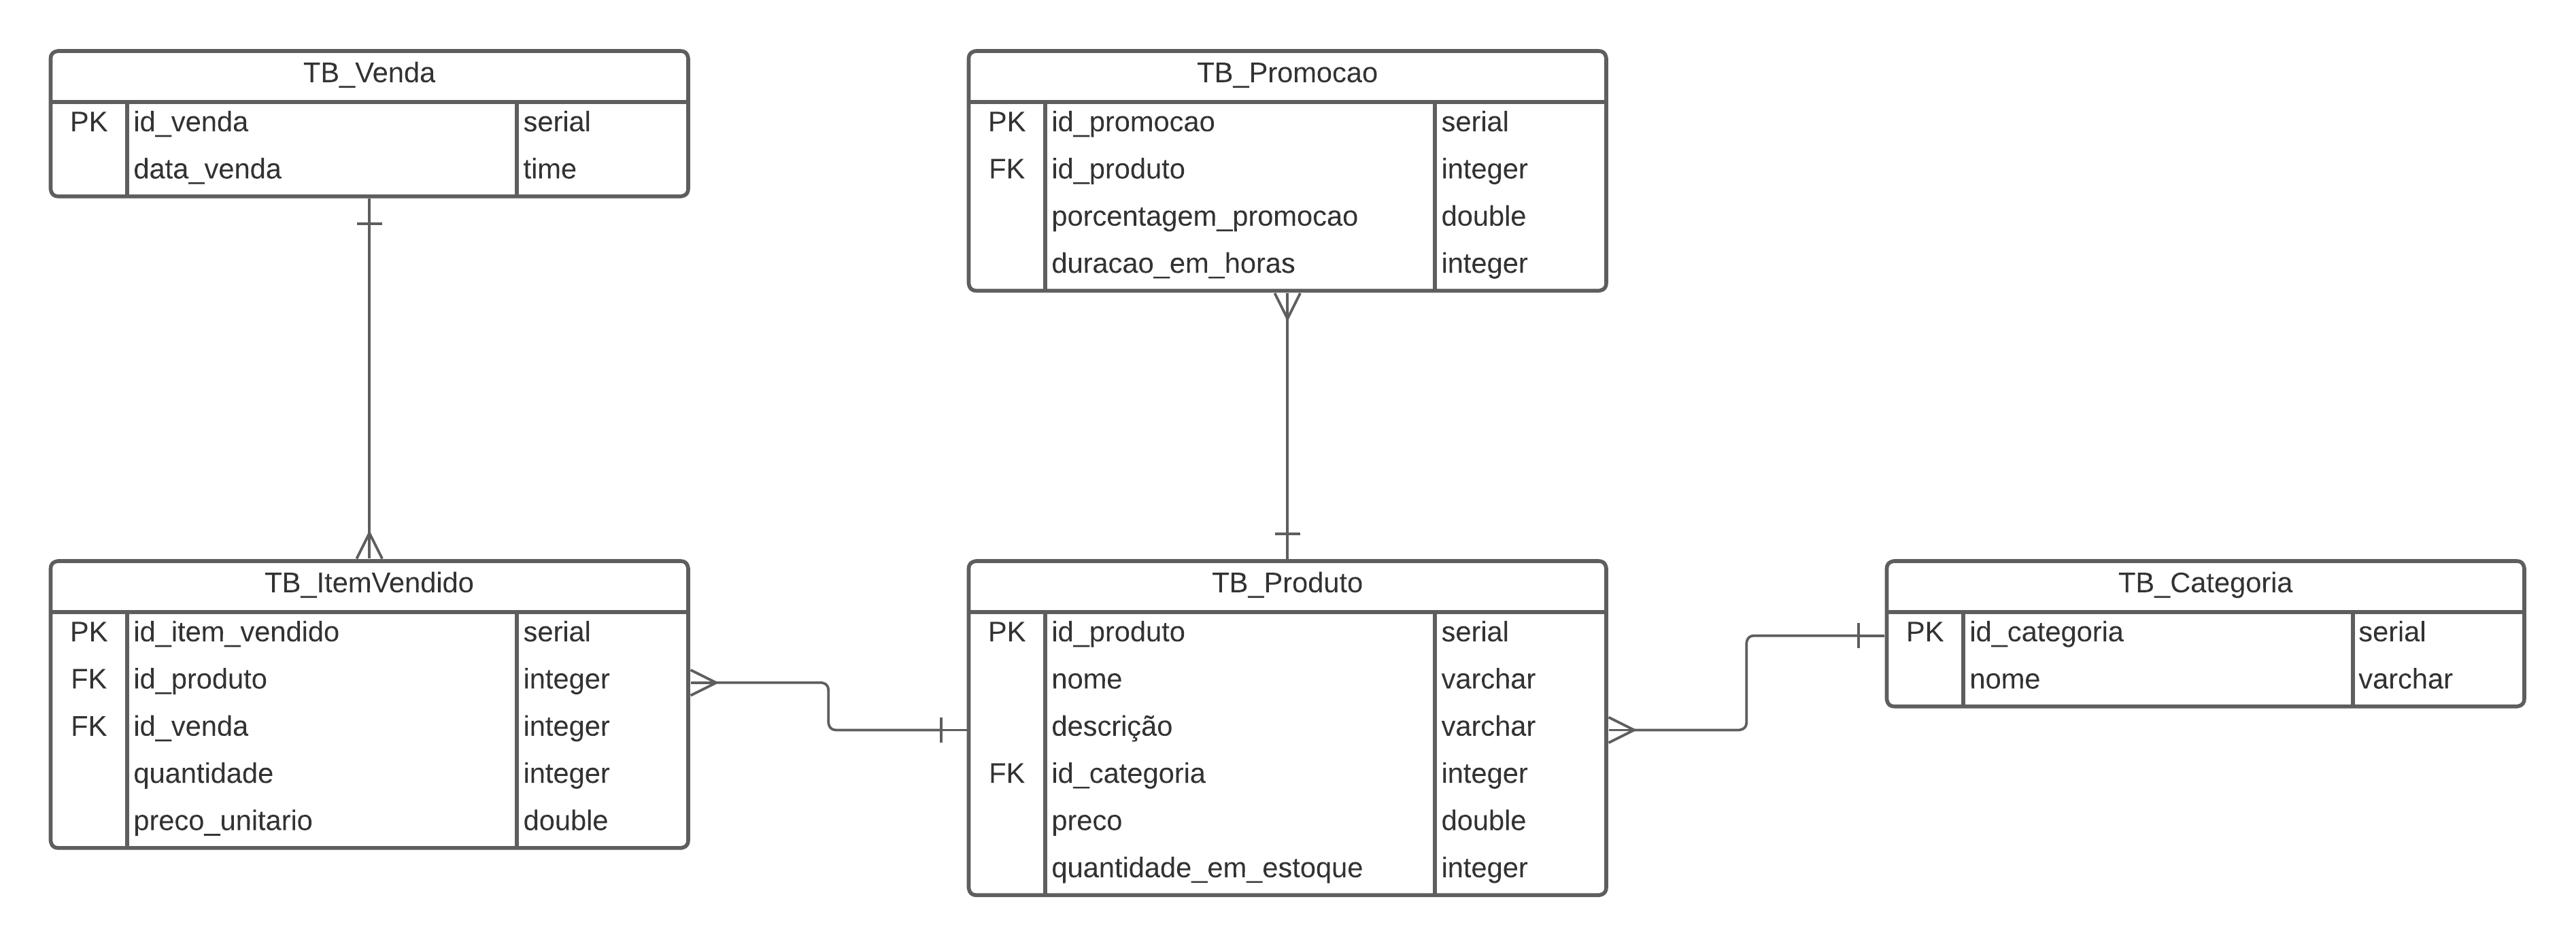 TB_Venda
PK id_venda serial
data_venda time
TB_Promocao
PK id_promocao serial
FK id_produto integer
porcentagem_promocao double
duracao_em_horas integer
TB_ItemVendido
PK id_item_vendido serial
FK id_produto integer
FK id_venda integer
quantidade integer
preco_unitario double
TB_Produto
PK id_produto serial
nome varchar
descrição varchar
FK id_categoria integer
preco double
quantidade_em_estoque integer
TB_Categoria
PK id_categoria serial
nome varchar